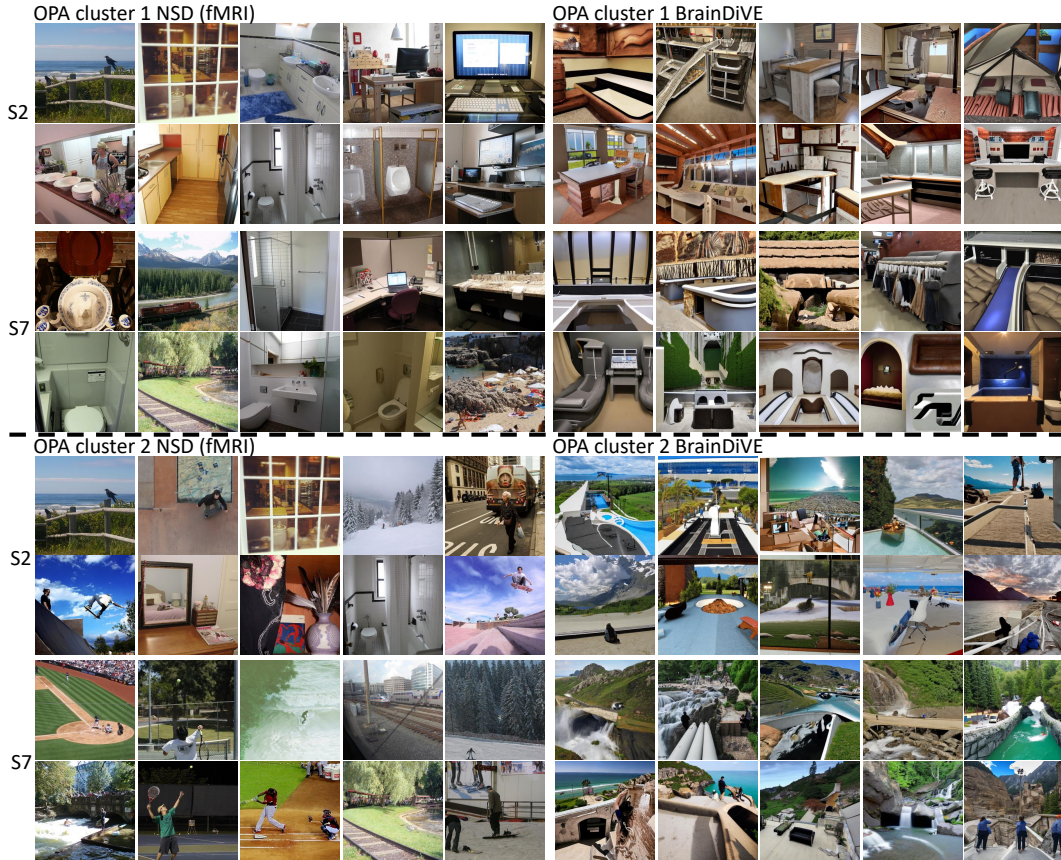 OPA cluster 1 NSD (fMRI)
OPA cluster 1 BrainDiVE
S2
S7
OPA cluster 2 NSD (fMRI)
OPA cluster 2 BrainDiVE
S2
S7